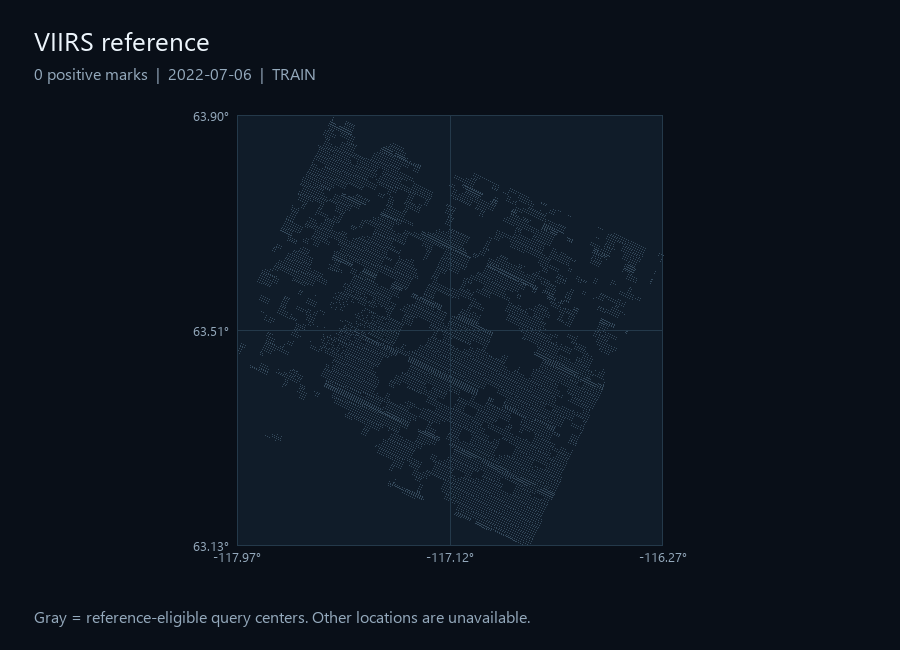 VIIRS reference
0 positive marks | 2022-07-06 | TRAIN
63.90°
63.51°
63.13°
-117.97°
-117.12°
-116.27°
Gray = reference-eligible query centers. Other locations are unavailable.